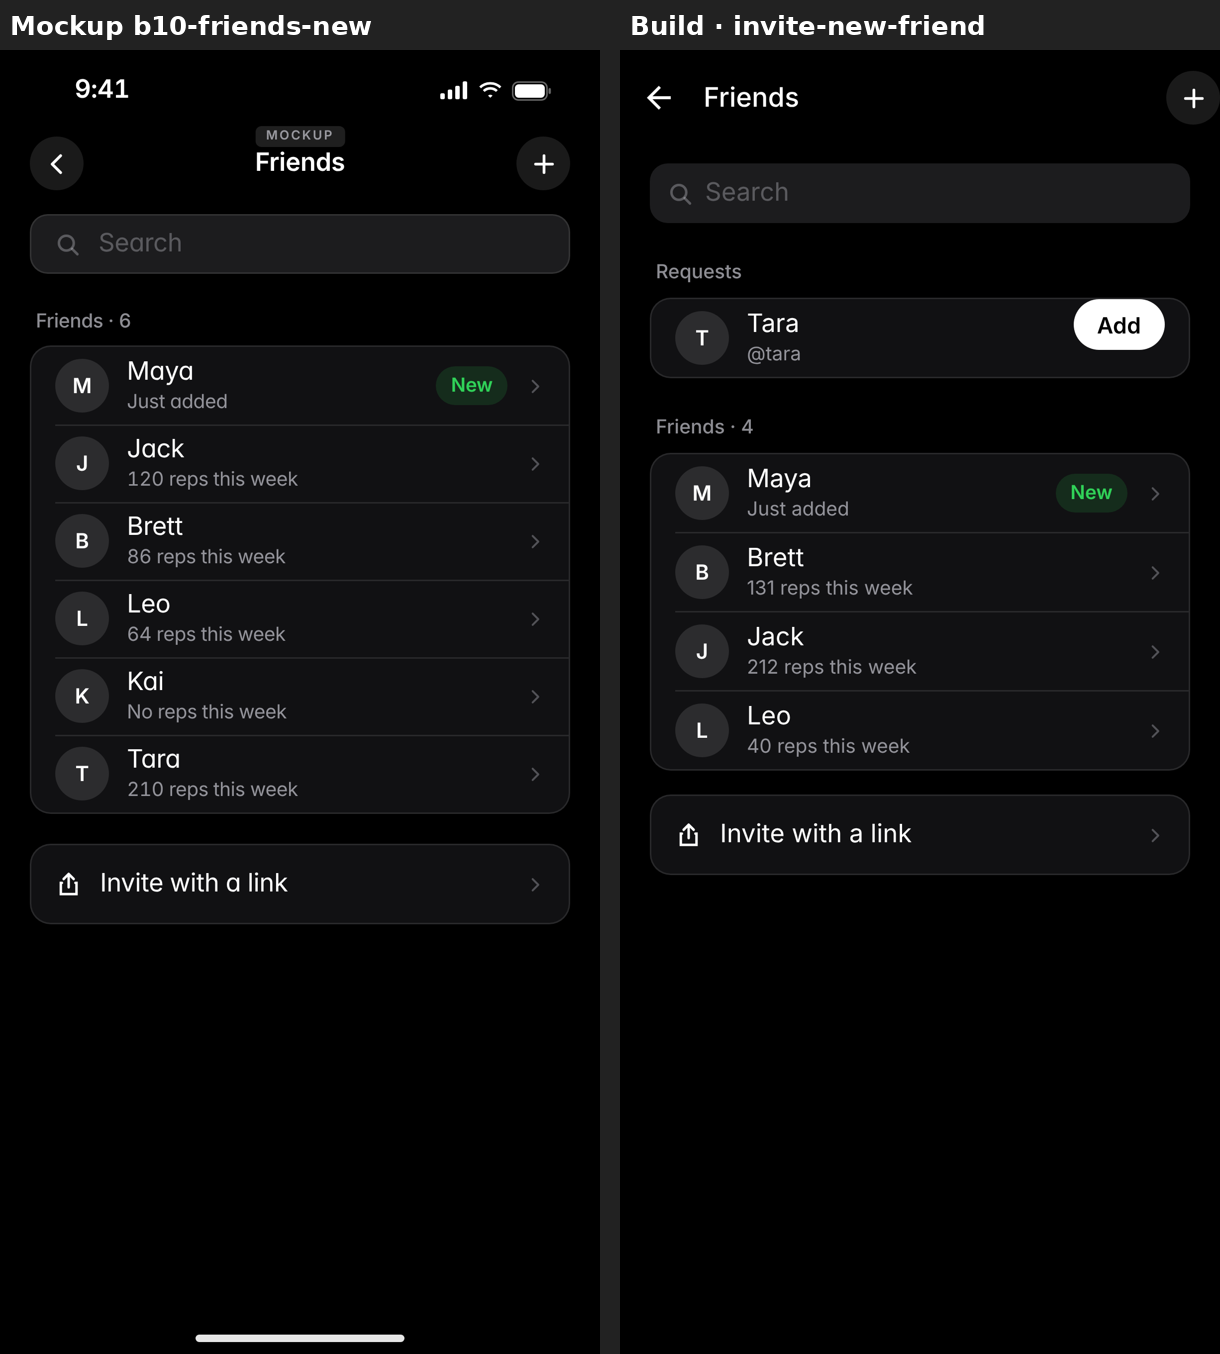 Mockup b10-friends-new
9:41
MOCKUP
Friends
Search
Friends · 6
M
Maya
Just added
New
J
Jack
120 reps this week
B
Brett
86 reps this week
L
Leo
64 reps this week
K
Kai
No reps this week
T
Tara
210 reps this week
Invite with a link
Build · invite-new-friend
Friends
Search
Requests
T
Tara
@tara
Add
Friends · 4
M
Maya
Just added
New
B
Brett
131 reps this week
J
Jack
212 reps this week
L
Leo
40 reps this week
Invite with a link